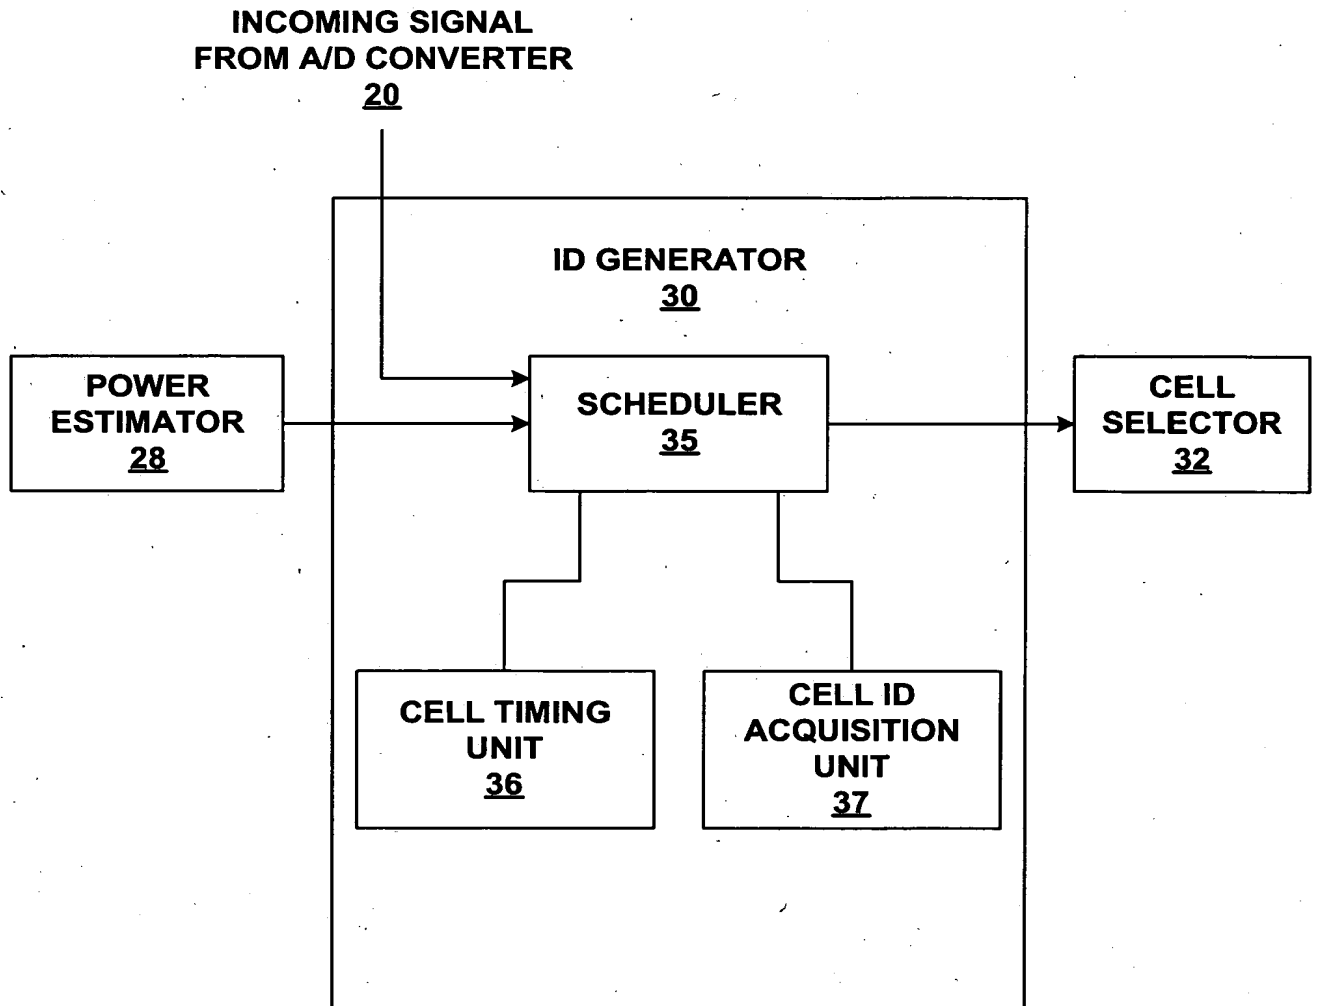 INCOMING SIGNAL
FROM A/D CONVERTER
20
ID GENERATOR
30
POWER
ESTIMATOR
28
SCHEDULER
35
CELL
SELECTOR
32
CELL TIMING
UNIT
36
CELL ID
ACQUISITION
UNIT
37